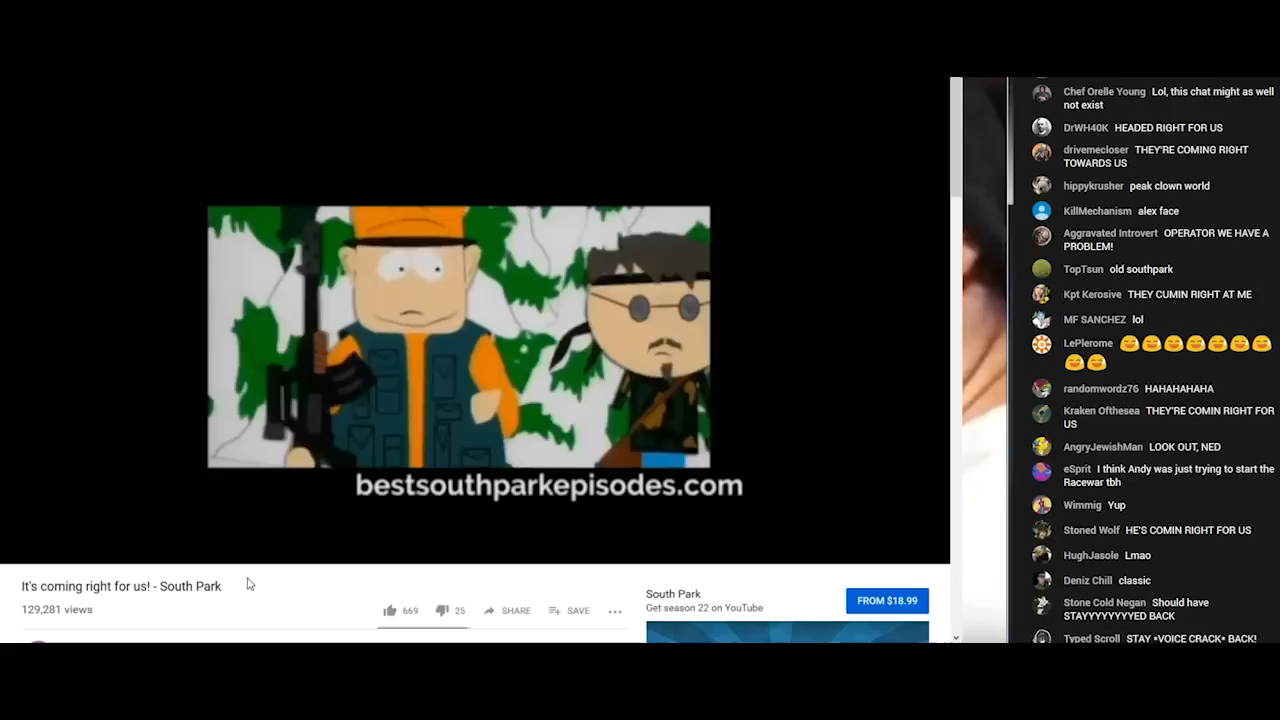 bestsouthparkepisodes.com
It's coming right for us! - South Park
129,281 views
669
25
SHARE
SAVE
South Park
Get season 22 on YouTube
FROM $18.99
Chef Orelle Young Lol, this chat might as well
not exist
DrWH40K HEADED RIGHT FOR US
drivemecloser THEY'RE COMING RIGHT
TOWARDS US
hippykrusher peak clown world
KillMechanism alex face
Aggravated Introvert OPERATOR WE HAVE A
PROBLEM!
TopTsun old southpark
Kpt Kerosive THEY CUMIN RIGHT AT ME
MF SANCHEZ lol
LePlerome
randomwordz76 HAHAHAHAHA
Kraken Ofthesea THEY'RE COMIN RIGHT FOR
US
AngryJewishMan LOOK OUT, NED
eSprit I think Andy was just trying to start the
Racewar tbh
Wimmig Yup
Stoned Wolf HE'S COMIN RIGHT FOR US
HughJasole Lmao
Deniz Chill classic
Stone Cold Negan Should have
STAYYYYYYYED BACK
Typed Scroll STAY *VOICE CRACK* BACK!